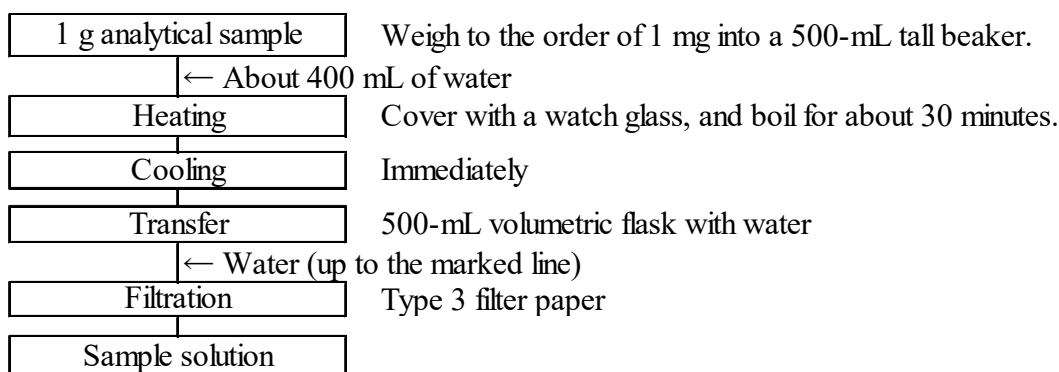 1 g analytical sample Weigh to the order of 1 mg into a 500-mL tall beaker.
← About 400 mL of water
Heating Cover with a watch glass, and boil for about 30 minutes.
Cooling Immediately
Transfer 500-mL volumetric flask with water
← Water (up to the marked line)
Filtration Type 3 filter paper
Sample solution